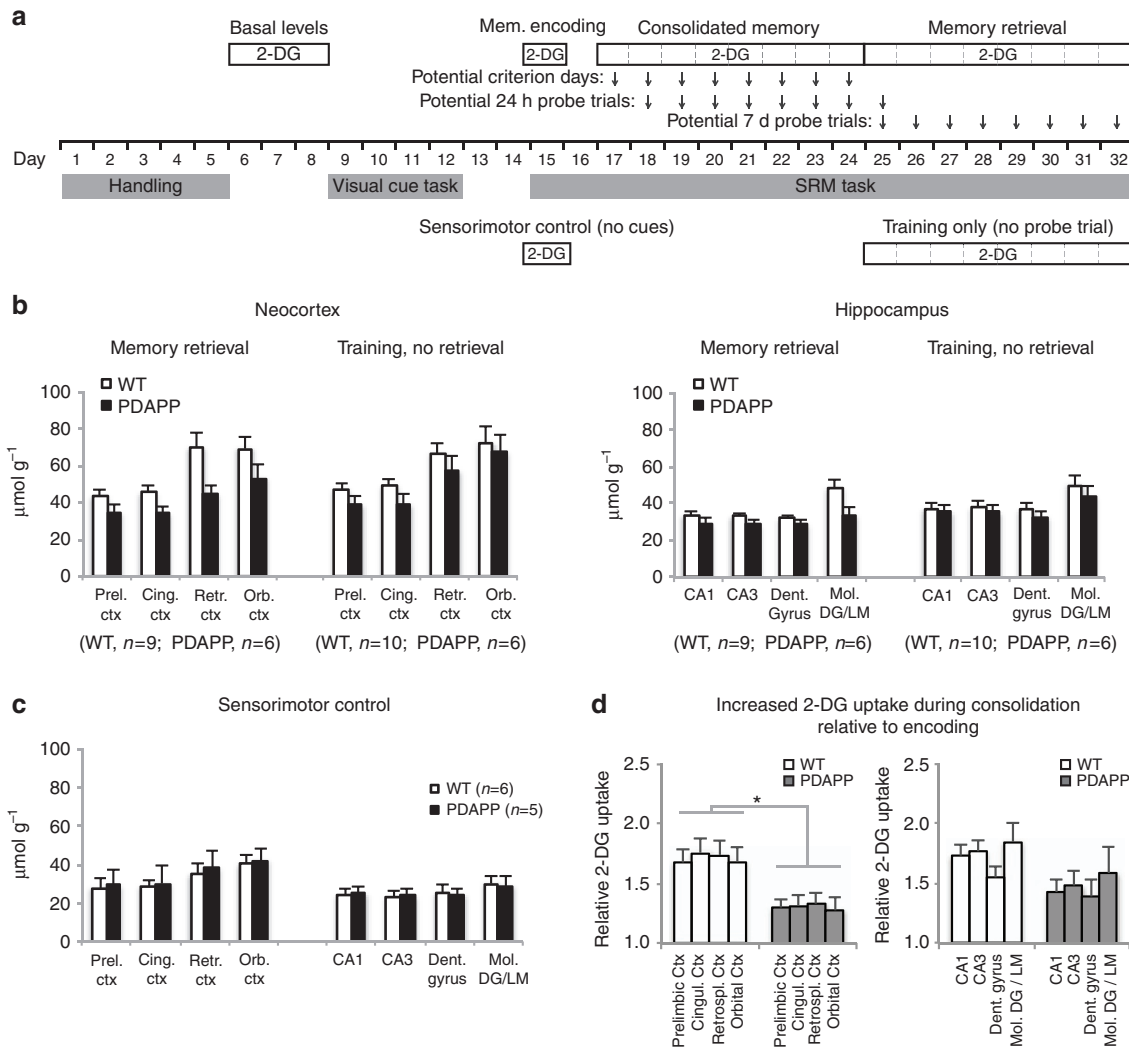 a
Basal levels
2-DG
Mem. encoding
2-DG
Consolidated memory
2-DG
Memory retrieval
2-DG
Potential criterion days:
Potential 24 h probe trials:
Potential 7 d probe trials:
Day 1 2 3 4 5 6 7 8 9 10 11 12 13 14 15 16 17 18 19 20 21 22 23 24 25 26 27 28 29 30 31 32
Handling
Visual cue task
SRM task
Sensorimotor control (no cues)
2-DG
Training only (no probe trial)
2-DG
b
Neocortex
Memory retrieval
Training, no retrieval
WT
PDAPP
μmol g⁻¹
100
80
60
40
20
0
Prel. ctx
Cing. ctx
Retr. ctx
Orb. ctx
Prel. ctx
Cing. ctx
Retr. ctx
Orb. ctx
(WT, n=9; PDAPP, n=6)
(WT, n=10; PDAPP, n=6)
Hippocampus
Memory retrieval
Training, no retrieval
WT
PDAPP
μmol g⁻¹
100
80
60
40
20
0
CA1
CA3
Dent. Gyrus
Mol. DG/LM
CA1
CA3
Dent. gyrus
Mol. DG/LM
(WT, n=9; PDAPP, n=6)
(WT, n=10; PDAPP, n=6)
c
Sensorimotor control
WT (n=6)
PDAPP (n=5)
μmol g⁻¹
100
80
60
40
20
0
Prel. ctx
Cing. ctx
Retr. ctx
Orb. ctx
CA1
CA3
Dent. gyrus
Mol. DG/LM
d
Increased 2-DG uptake during consolidation
relative to encoding
WT
PDAPP
*
Relative 2-DG uptake
2.5
2.0
1.5
1.0
Prelimbic Ctx
Cingul. Ctx
Retrospl. Ctx
Orbital Ctx
Prelimbic Ctx
Cingul. Ctx
Retrospl. Ctx
Orbital Ctx
WT
PDAPP
Relative 2-DG uptake
2.5
2.0
1.5
1.0
CA1
CA3
Dent. gyrus
Mol. DG / LM
CA1
CA3
Dent. gyrus
Mol. DG / LM